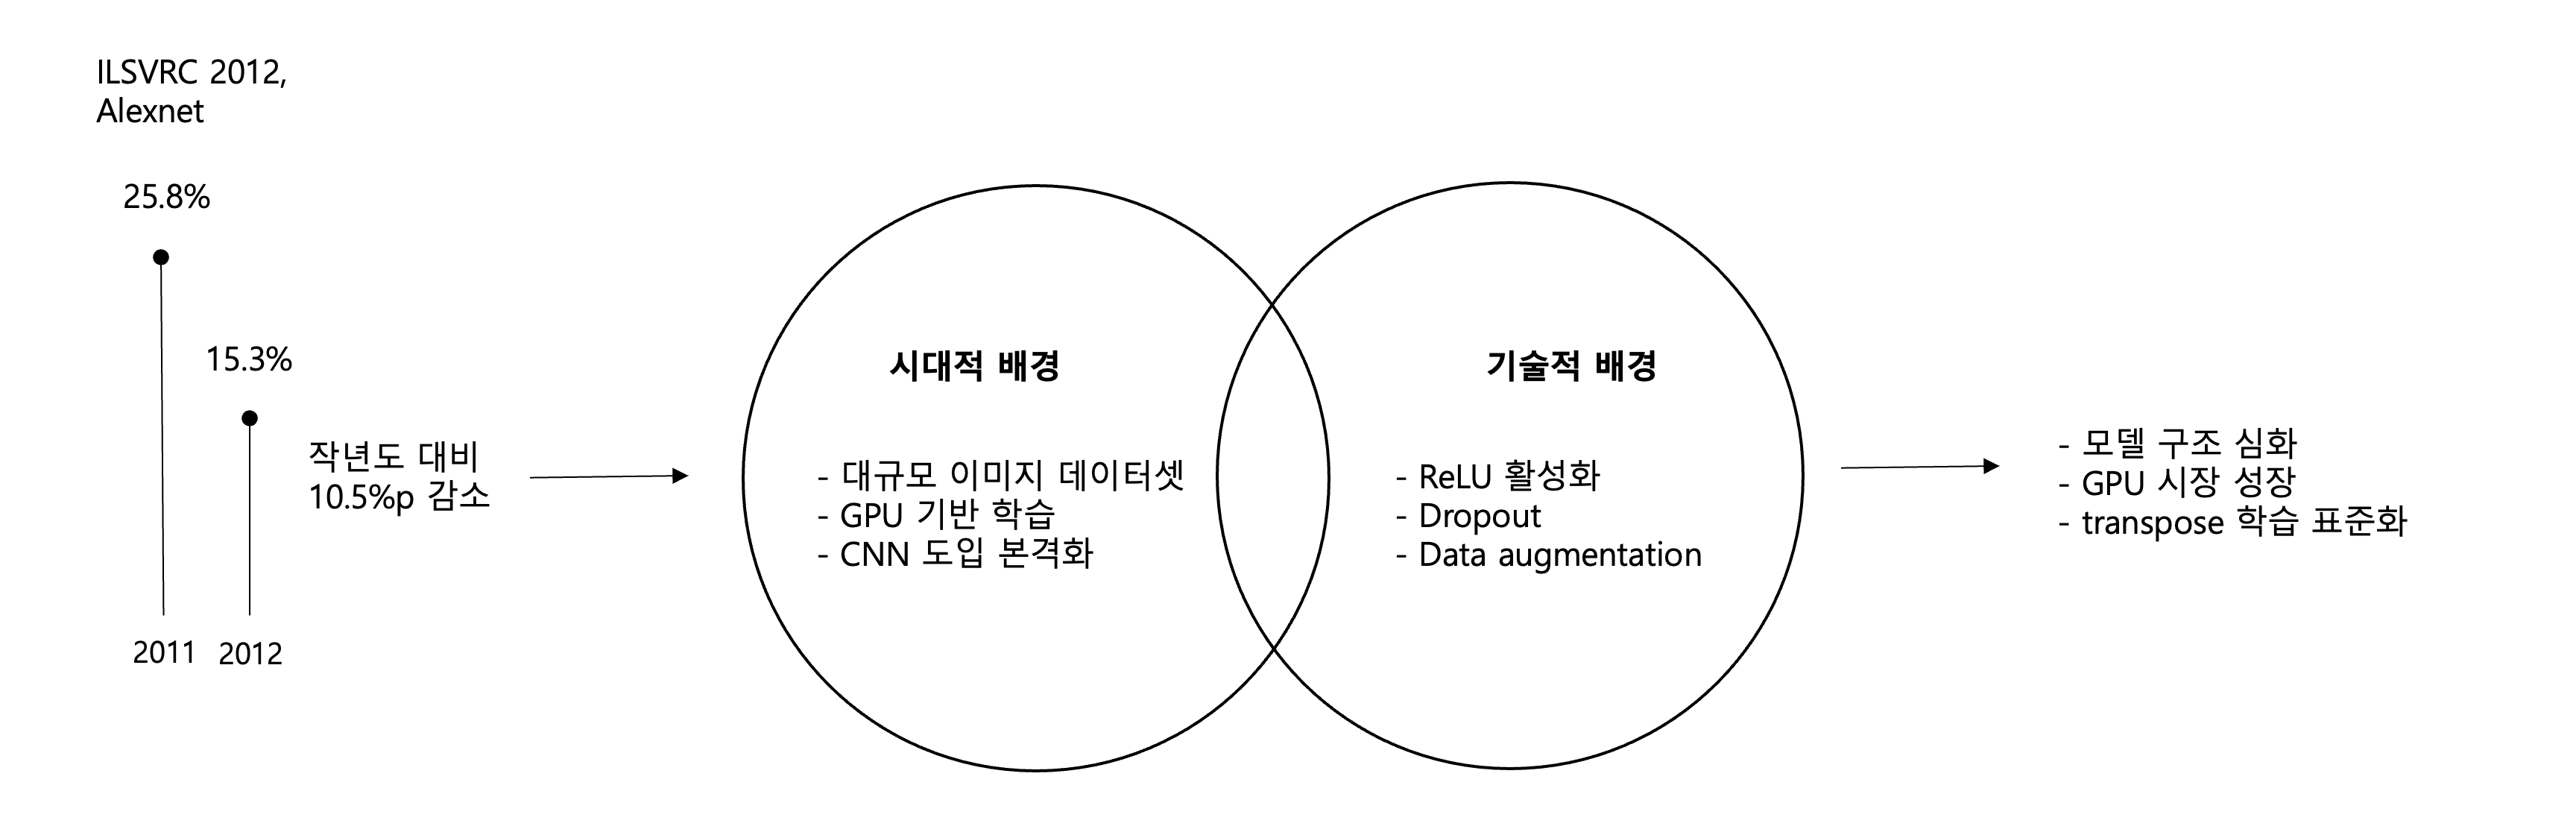 ILSVRC 2012,
Alexnet
25.8%
15.3%
작년도 대비
10.5%p 감소
2011
2012
시대적 배경
- 대규모 이미지 데이터셋
- GPU 기반 학습
- CNN 도입 본격화
기술적 배경
- ReLU 활성화
- Dropout
- Data augmentation
- 모델 구조 심화
- GPU 시장 성장
- transpose 학습 표준화